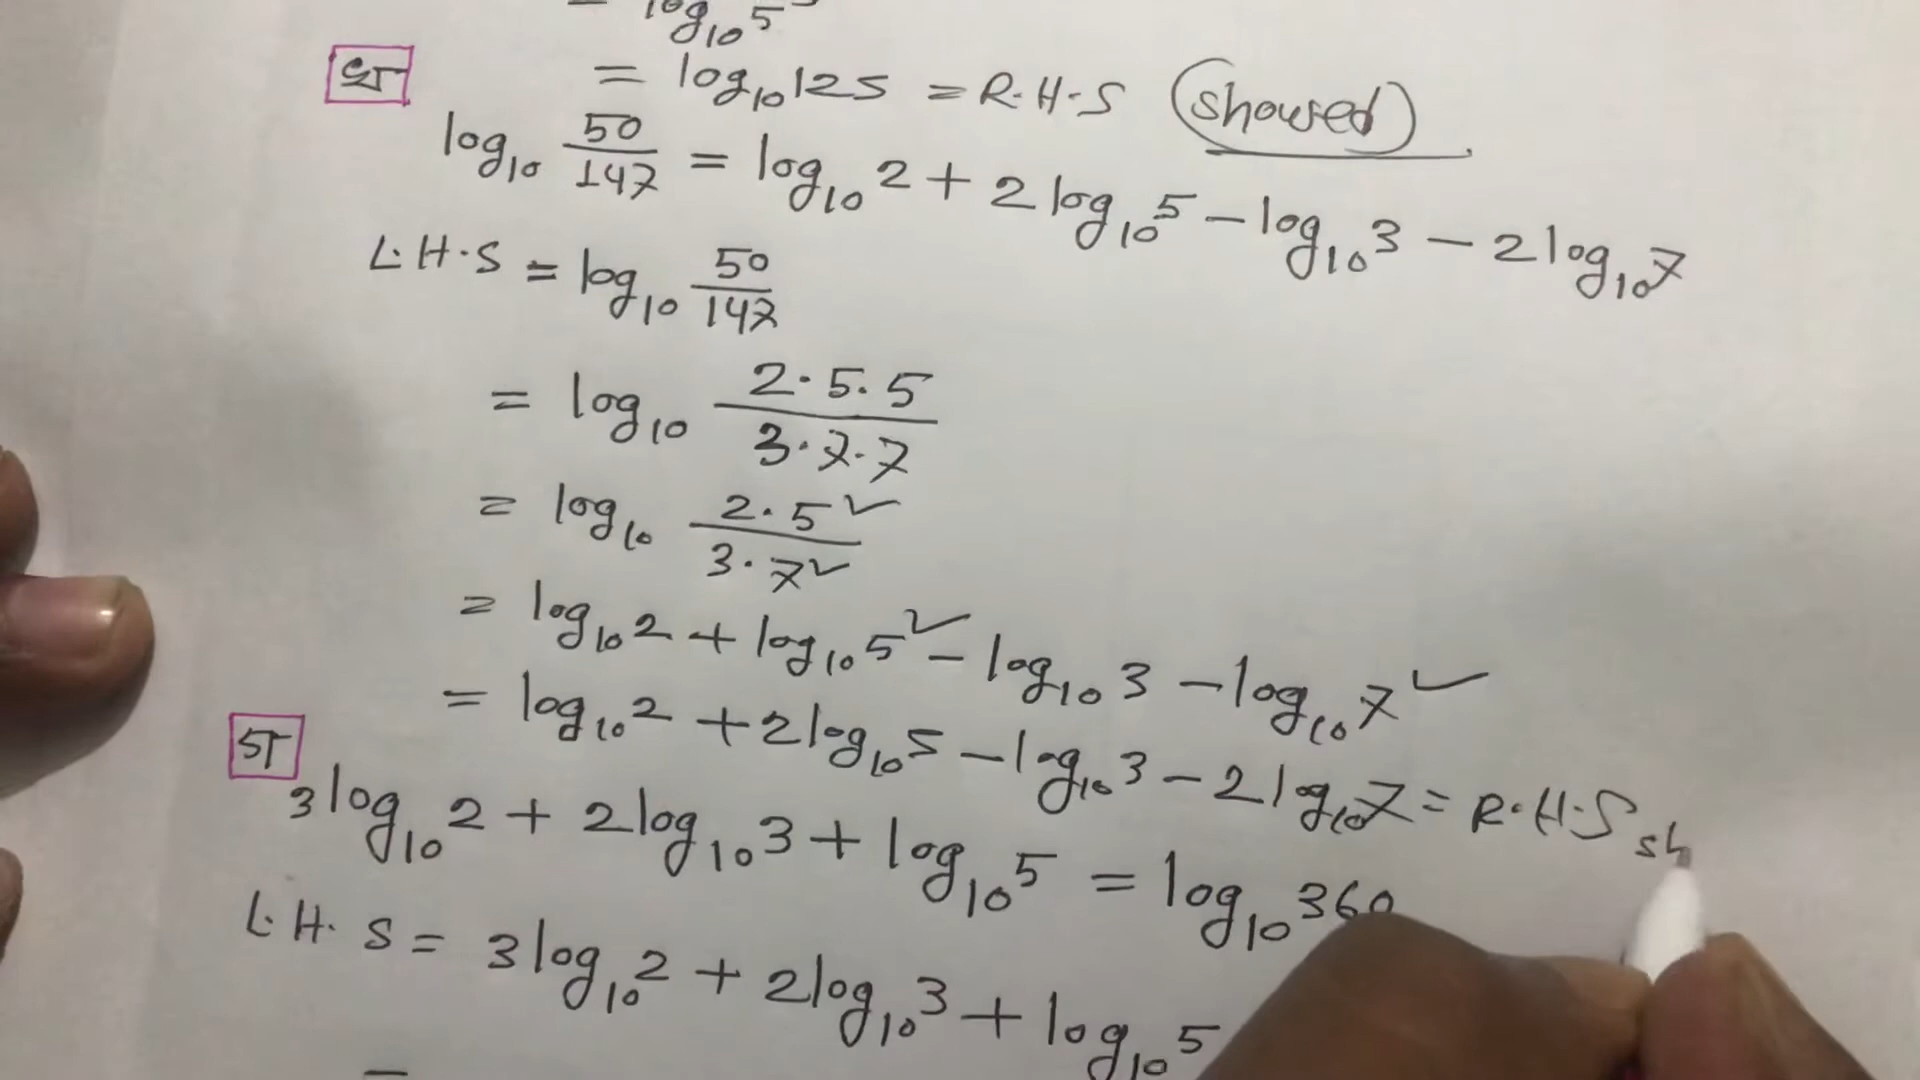 = log₁₀5³
খ = log₁₀125 = R.H.S (showed)
log₁₀ 50/147 = log₁₀2 + 2log₁₀5 - log₁₀3 - 2log₁₀7
L.H.S = log₁₀ 50/147
= log₁₀ 2.5.5/3.7.7
= log₁₀ 2.5²/3.7²
= log₁₀2 + log₁₀5² - log₁₀3 - log₁₀7²
= log₁₀2 + 2log₁₀5 - log₁₀3 - 2log₁₀7 = R.H.S sh
গ
3log₁₀2 + 2log₁₀3 + log₁₀5 = log₁₀360
L.H.S = 3log₁₀2 + 2log₁₀3 + log₁₀5
=